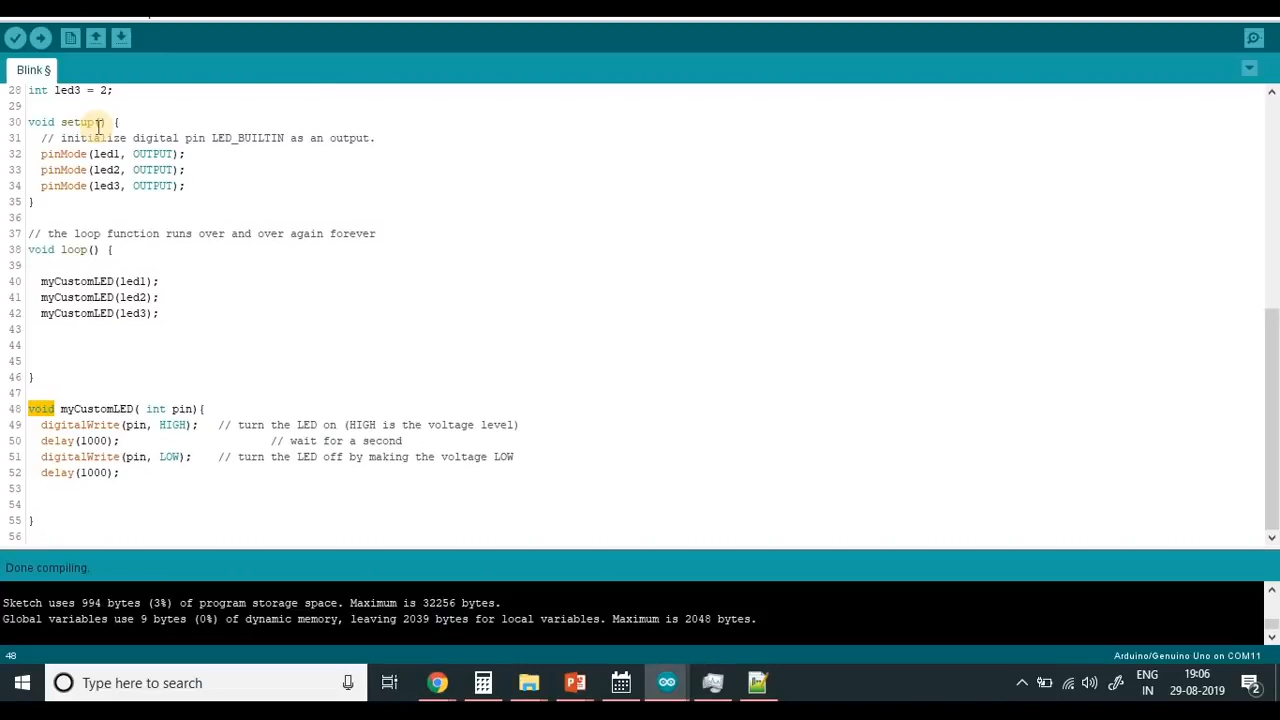 Blink §
28 int led3 = 2;
29
30 void setup() {
31 // initialize digital pin LED_BUILTIN as an output.
32 pinMode(led1, OUTPUT);
33 pinMode(led2, OUTPUT);
34 pinMode(led3, OUTPUT);
35 }
36
37 // the loop function runs over and over again forever
38 void loop() {
39
40 myCustomLED(led1);
41 myCustomLED(led2);
42 myCustomLED(led3);
43
44
45
46 }
47
48 void myCustomLED( int pin){
49 digitalWrite(pin, HIGH); // turn the LED on (HIGH is the voltage level)
50 delay(1000); // wait for a second
51 digitalWrite(pin, LOW); // turn the LED off by making the voltage LOW
52 delay(1000);
53
54
55 }
56
Done compiling.
Sketch uses 994 bytes (3%) of program storage space. Maximum is 32256 bytes.
Global variables use 9 bytes (0%) of dynamic memory, leaving 2039 bytes for local variables. Maximum is 2048 bytes.
48 Arduino/Genuino Uno on COM11
Type here to search
ENG 19:06
IN 29-08-2019 2